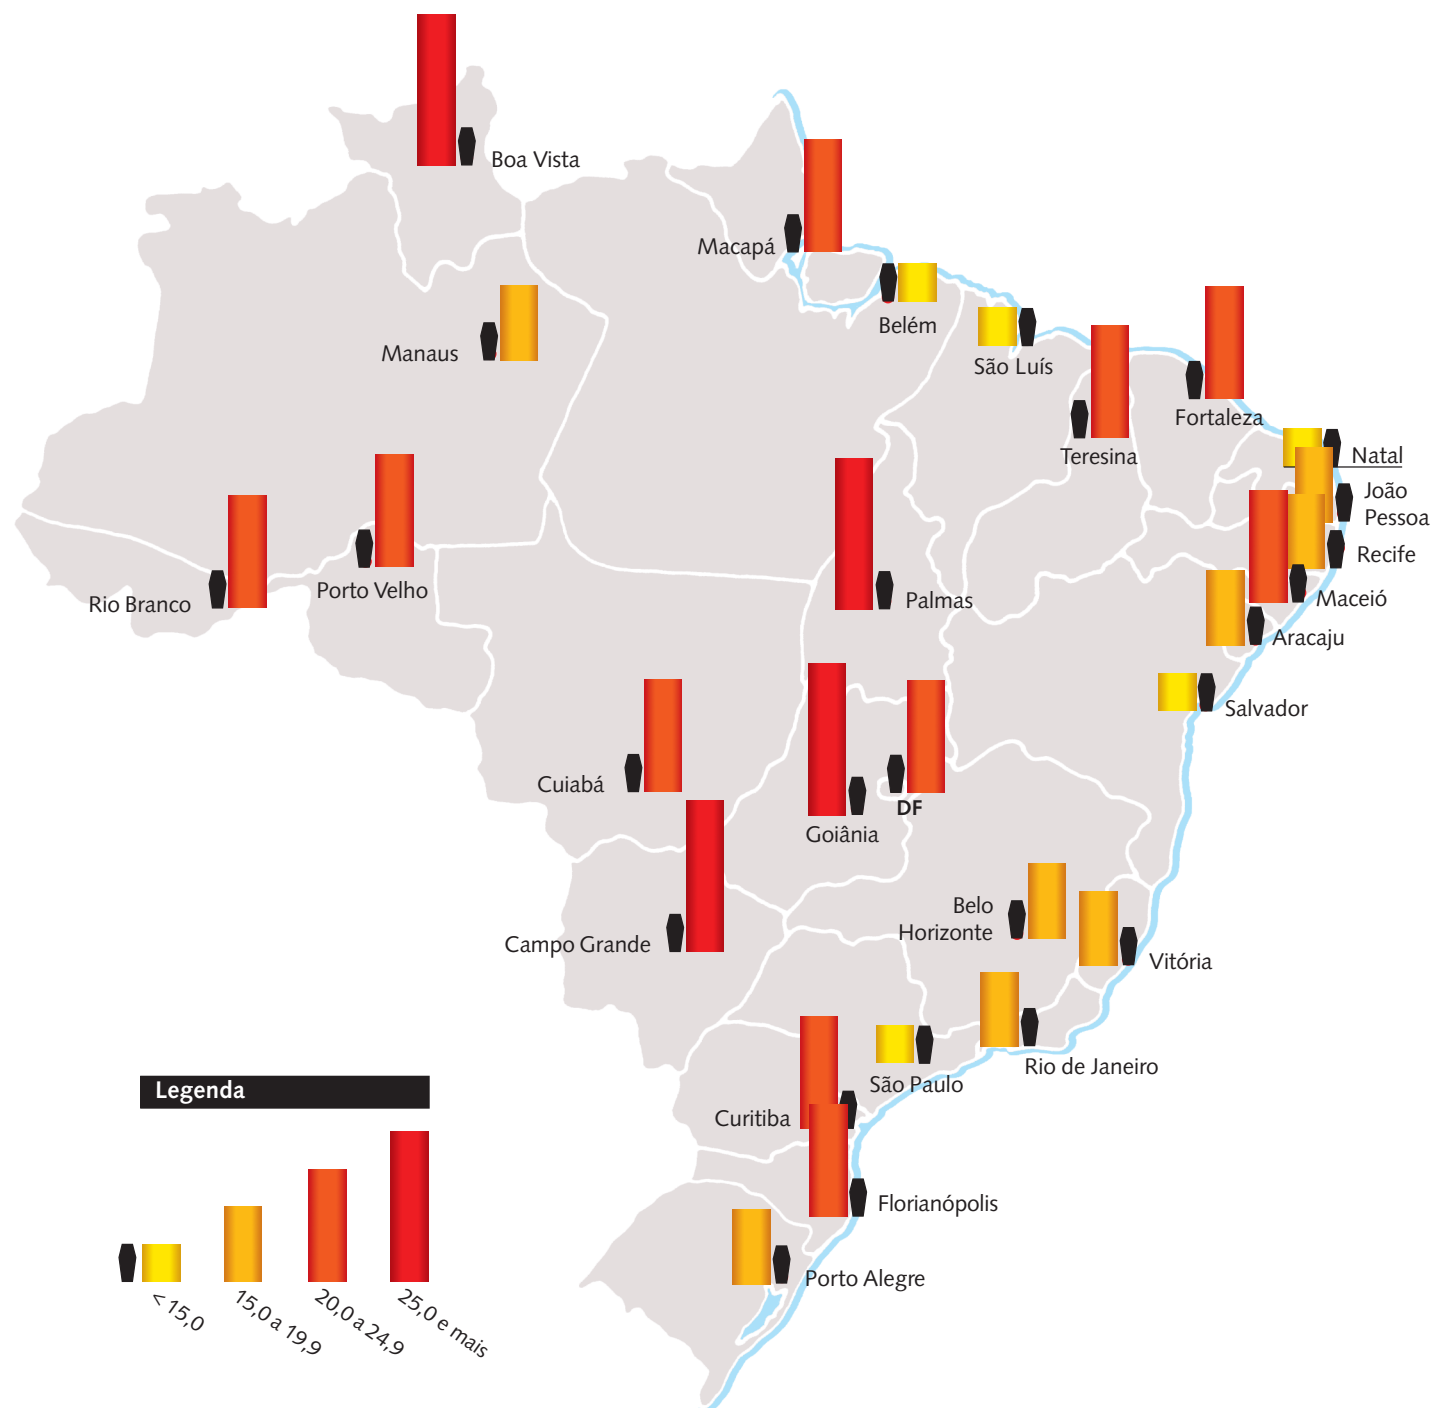 Boa Vista
Macapá
Belém
São Luís
Manaus
Fortaleza
Teresina
Natal
João
Pessoa
Recife
Porto Velho
Rio Branco
Palmas
Maceió
Aracaju
Salvador
Cuiabá
DF
Goiânia
Belo
Horizonte
Campo Grande
Vitória
Rio de Janeiro
São Paulo
Curitiba
Florianópolis
Porto Alegre
Legenda
< 15,0
15,0 a 19,9
20,0 a 24,9
25,0 e mais